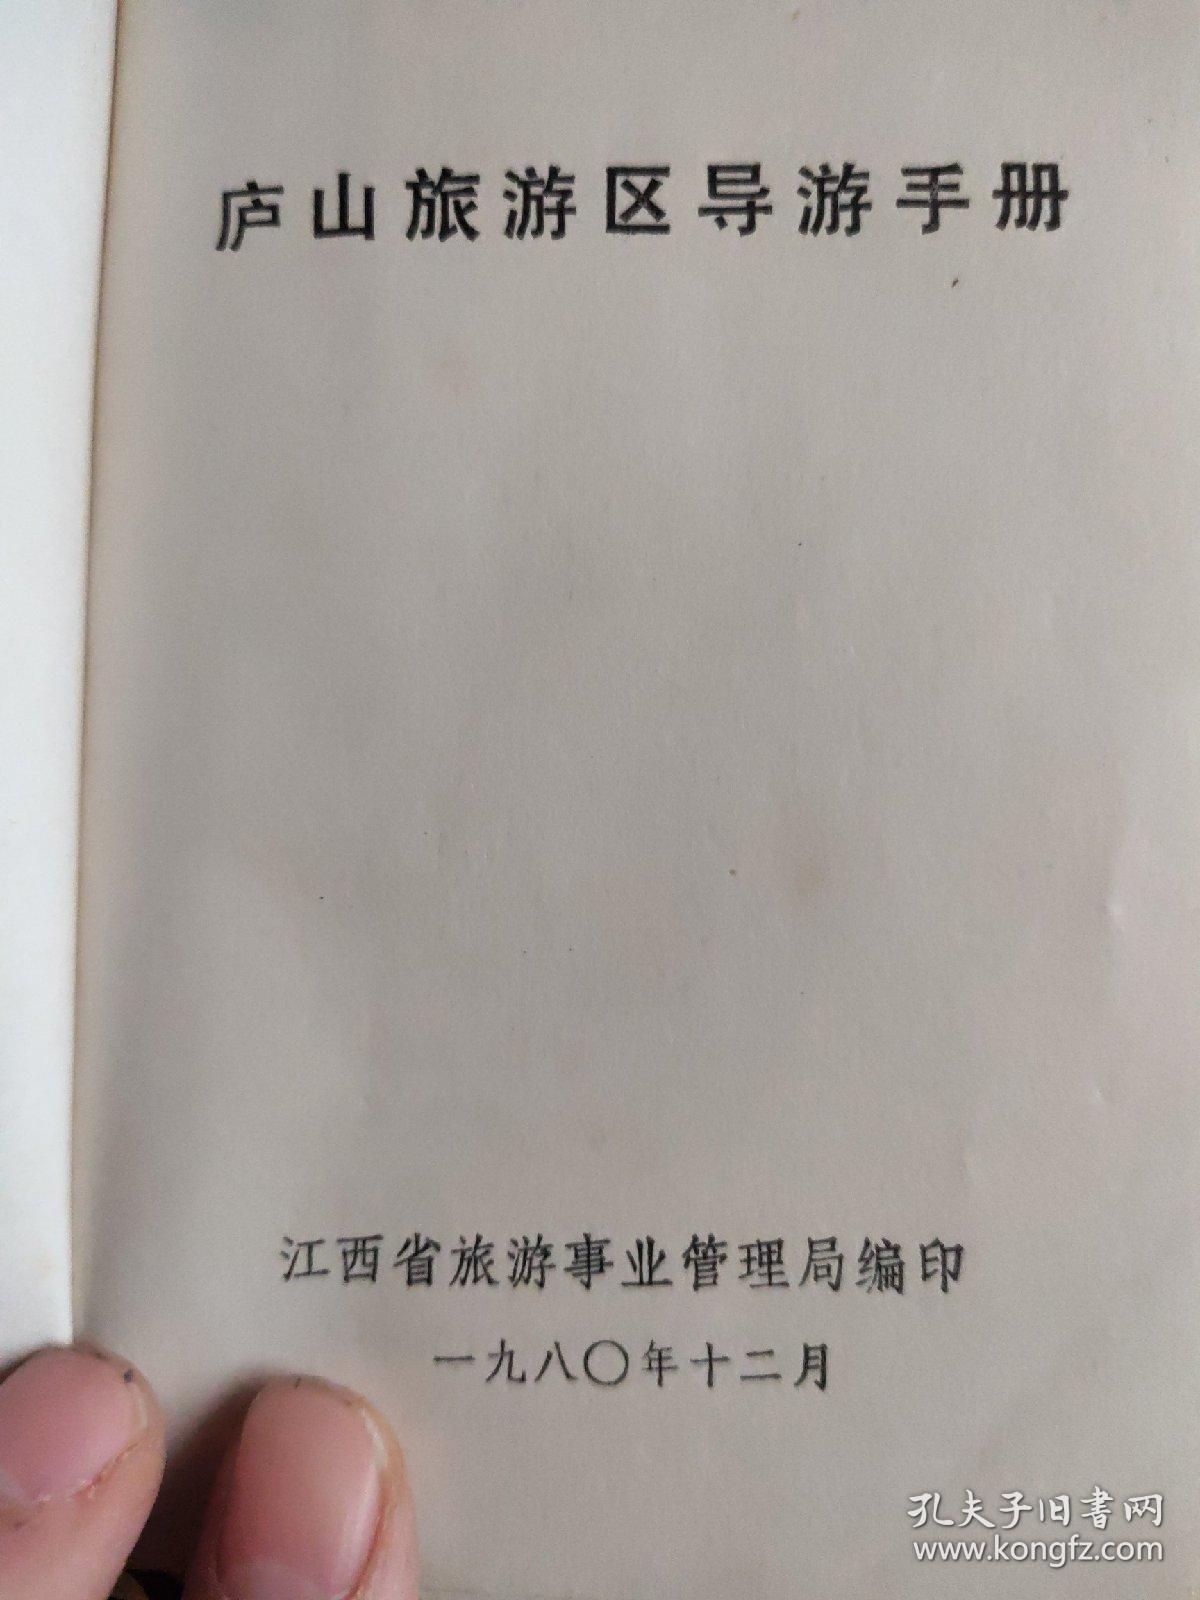 庐山旅游区导游手册
江西省旅游事业管理局编印
一九八〇年十二月
孔夫子旧书网
www.kongfz.com